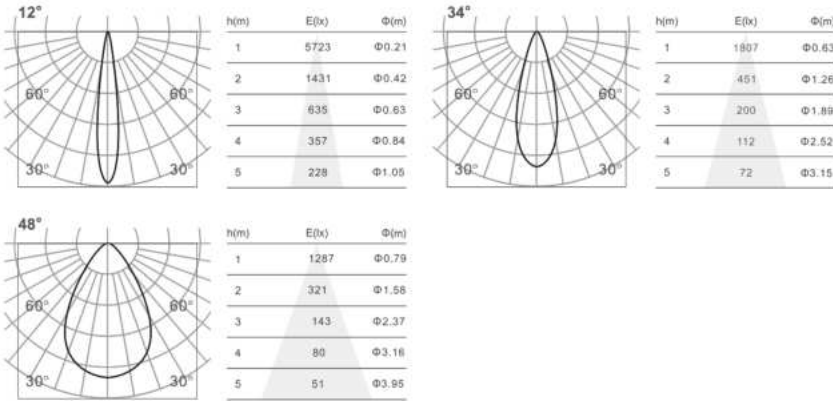 12°
h(m) E(lx) Φ(m)
1 5723 Φ0.21
2 1431 Φ0.42
3 635 Φ0.63
4 357 Φ0.84
5 228 Φ1.05
60° 60°
30° 30°
34°
h(m) E(lx) Φ(m)
1 1807 Φ0.63
2 451 Φ1.26
3 200 Φ1.89
4 112 Φ2.52
5 72 Φ3.15
60° 60°
30° 30°
48°
h(m) E(lx) Φ(m)
1 1287 Φ0.79
2 321 Φ1.58
3 143 Φ2.37
4 80 Φ3.16
5 51 Φ3.95
60° 60°
30° 30°